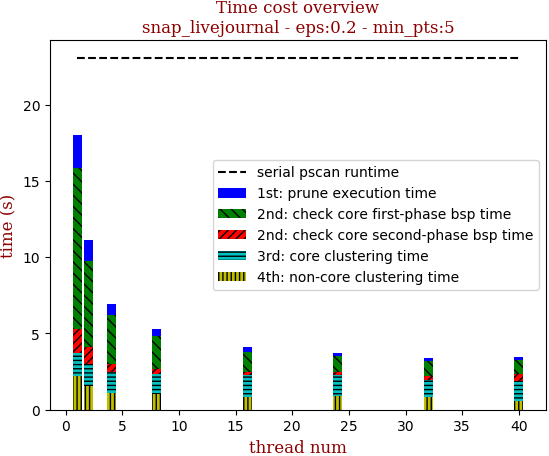 Time cost overview
snap_livejournal - eps:0.2 - min_pts:5
time (s)
20
15
10
5
0
serial pscan runtime
1st: prune execution time
2nd: check core first-phase bsp time
2nd: check core second-phase bsp time
3rd: core clustering time
4th: non-core clustering time
0 5 10 15 20 25 30 35 40
thread num